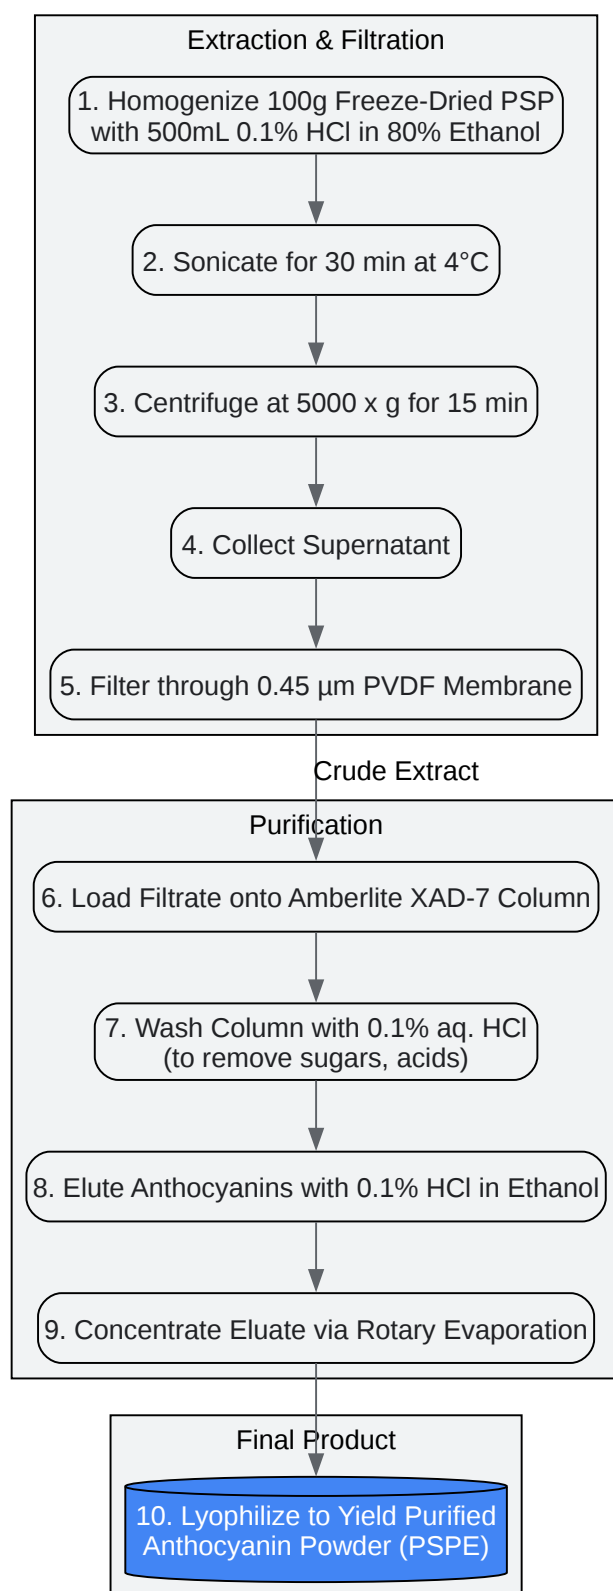 Extraction & Filtration
1. Homogenize 100g Freeze-Dried PSP
with 500mL 0.1% HCl in 80% Ethanol
2. Sonicate for 30 min at 4°C
3. Centrifuge at 5000 x g for 15 min
4. Collect Supernatant
5. Filter through 0.45 µm PVDF Membrane
Crude Extract
Purification
6. Load Filtrate onto Amberlite XAD-7 Column
7. Wash Column with 0.1% aq. HCl
(to remove sugars, acids)
8. Elute Anthocyanins with 0.1% HCl in Ethanol
9. Concentrate Eluate via Rotary Evaporation
Final Product
10. Lyophilize to Yield Purified
Anthocyanin Powder (PSPE)